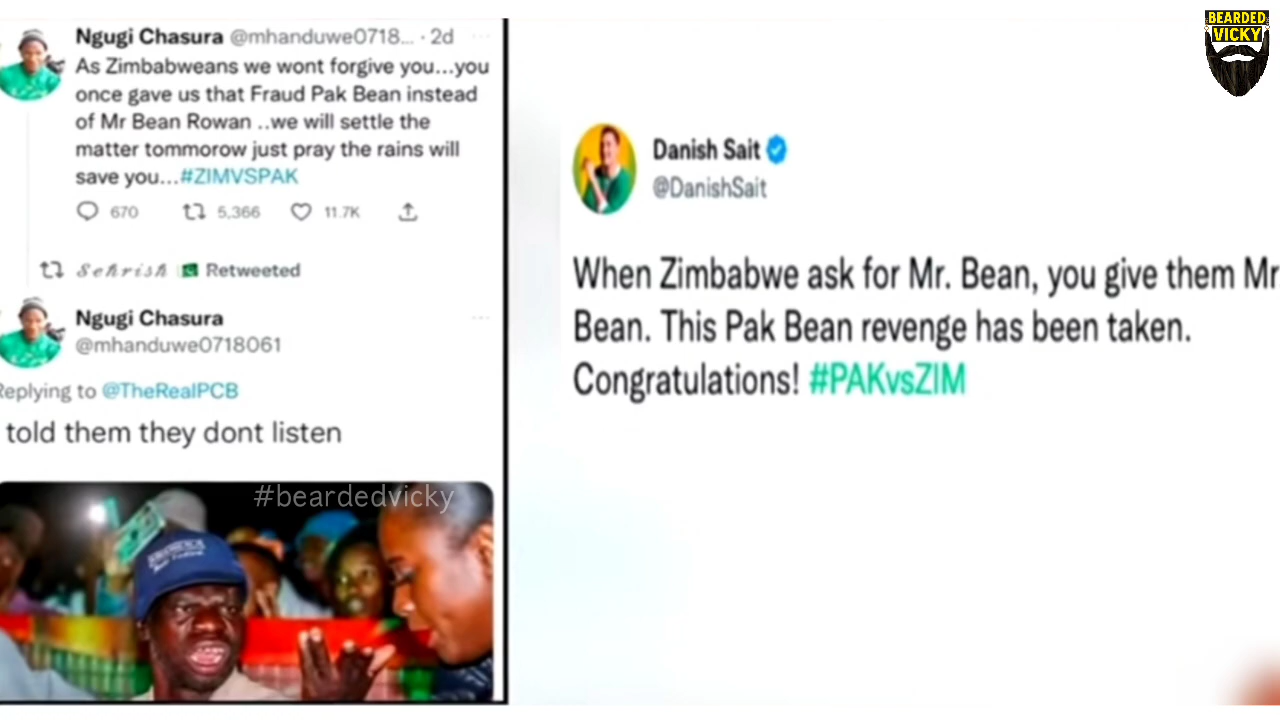 Ngugi Chasura @mhanduwe0718... · 2d
As Zimbabweans we wont forgive you...you
once gave us that Fraud Pak Bean instead
of Mr Bean Rowan ..we will settle the
matter tommorow just pray the rains will
save you...#ZIMVSPAK
670 5,366 11.7K
Sehrish Retweeted
Ngugi Chasura
@mhanduwe0718061
Replying to @TheRealPCB
told them they dont listen
#beardedvicky
Danish Sait
@DanishSait
When Zimbabwe ask for Mr. Bean, you give them Mr
Bean. This Pak Bean revenge has been taken.
Congratulations! #PAKvsZIM
BEARDED
VICKY